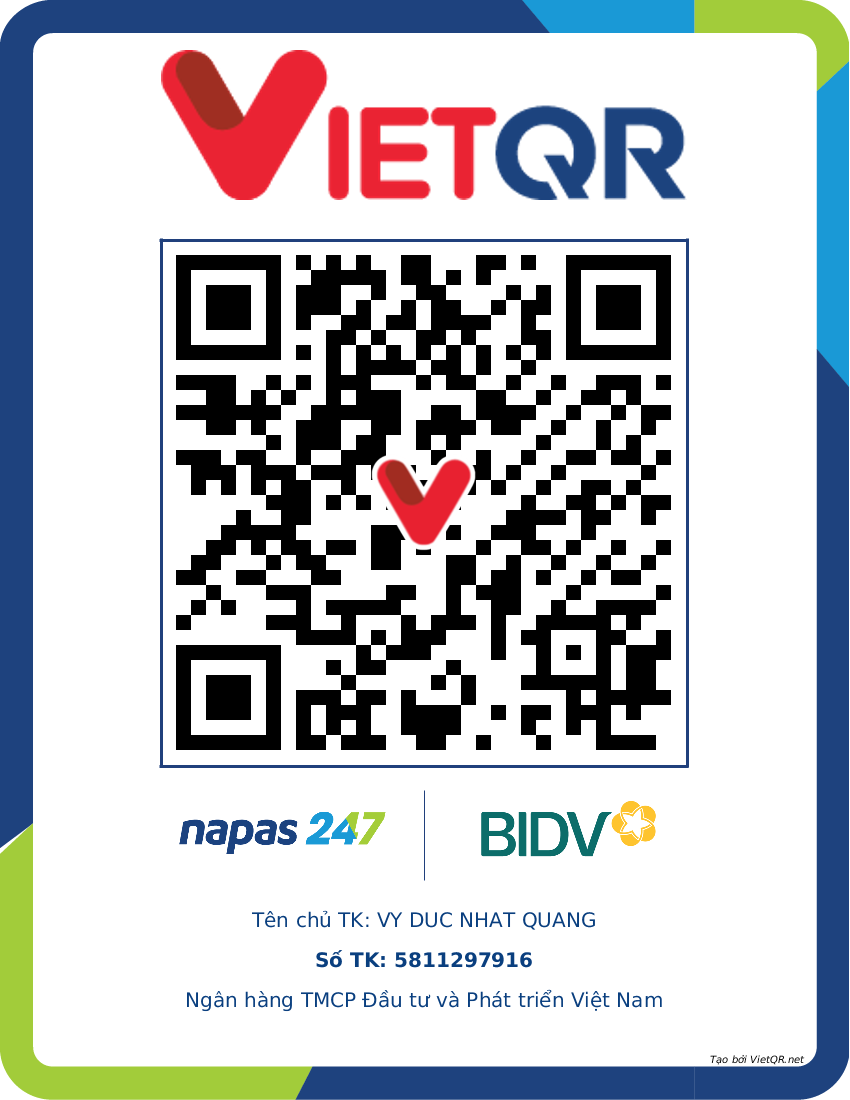 VIETQR
napas 247
BIDV
Tên chủ TK: VY DUC NHAT QUANG
Số TK: 5811297916
Ngân hàng TMCP Đầu tư và Phát triển Việt Nam
Tạo bởi VietQR.net